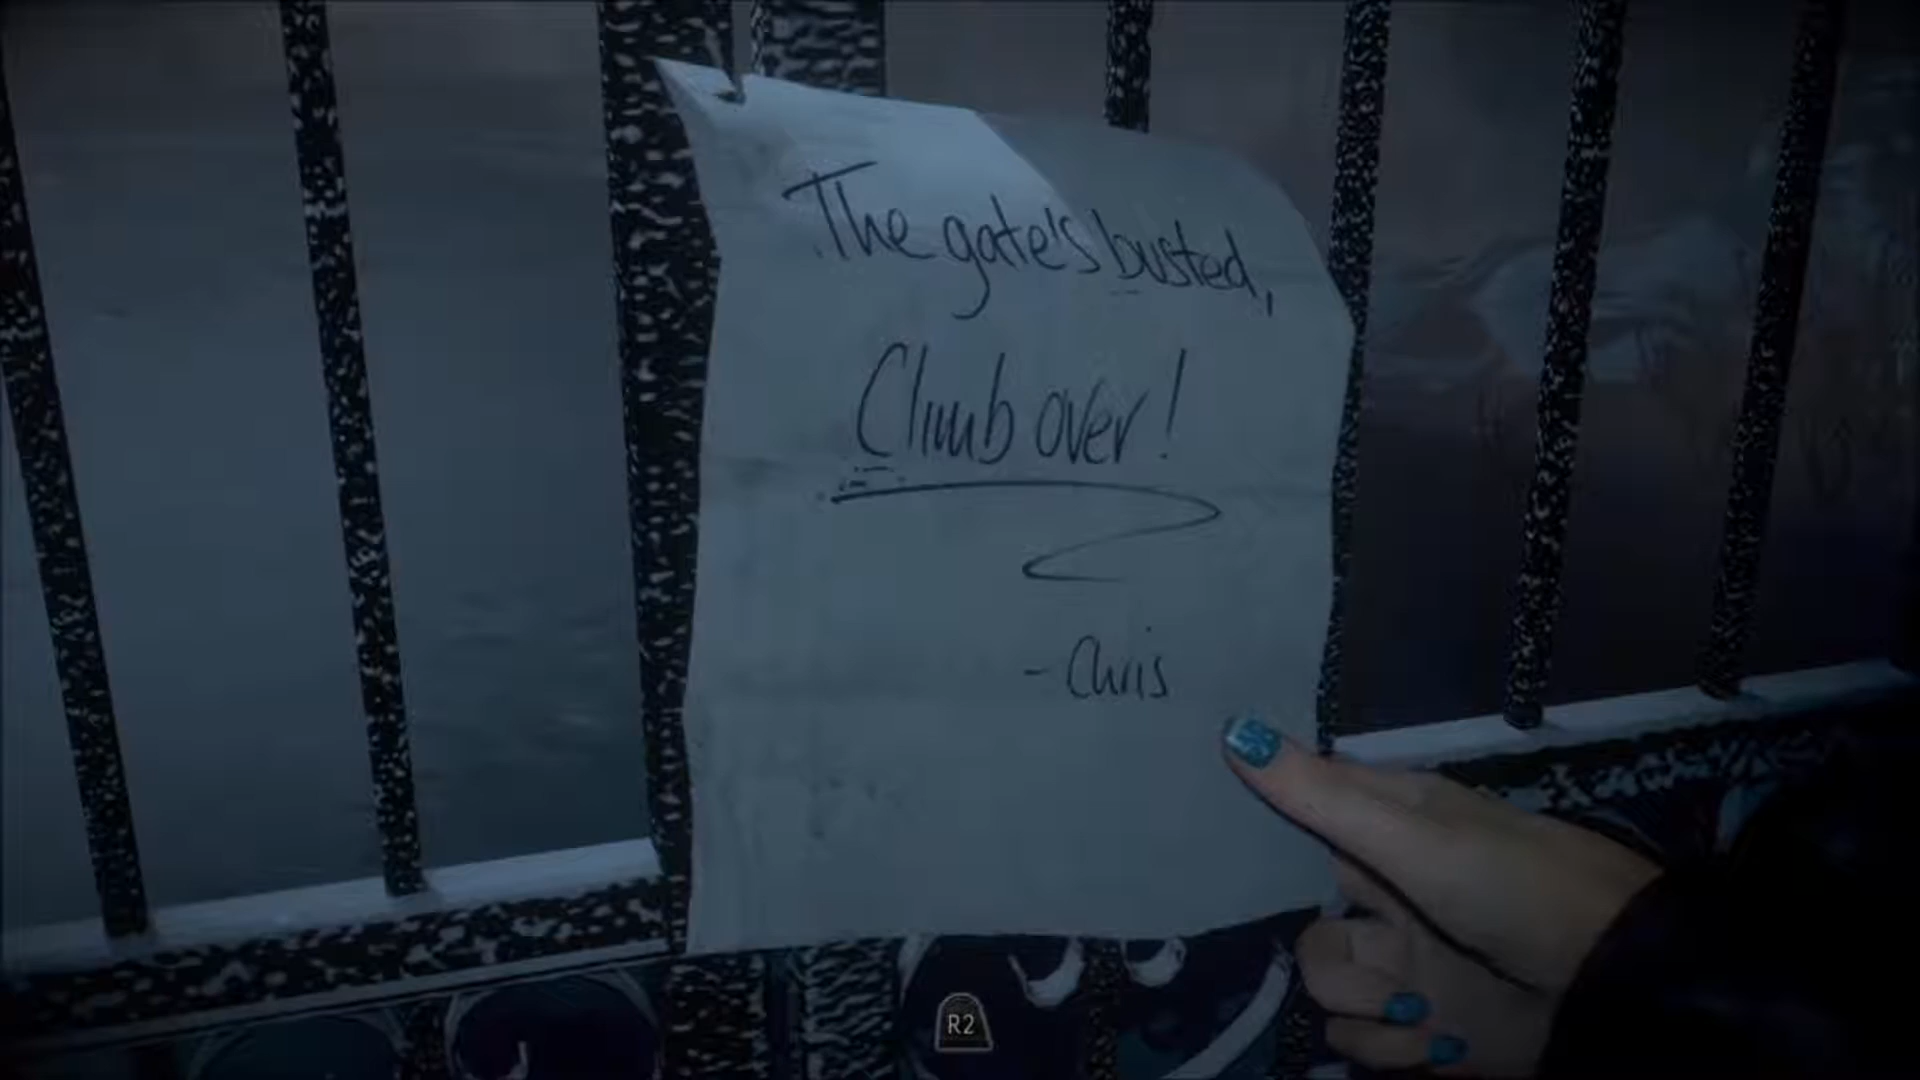 The gate's busted,
Climb over!
- Chris
R2